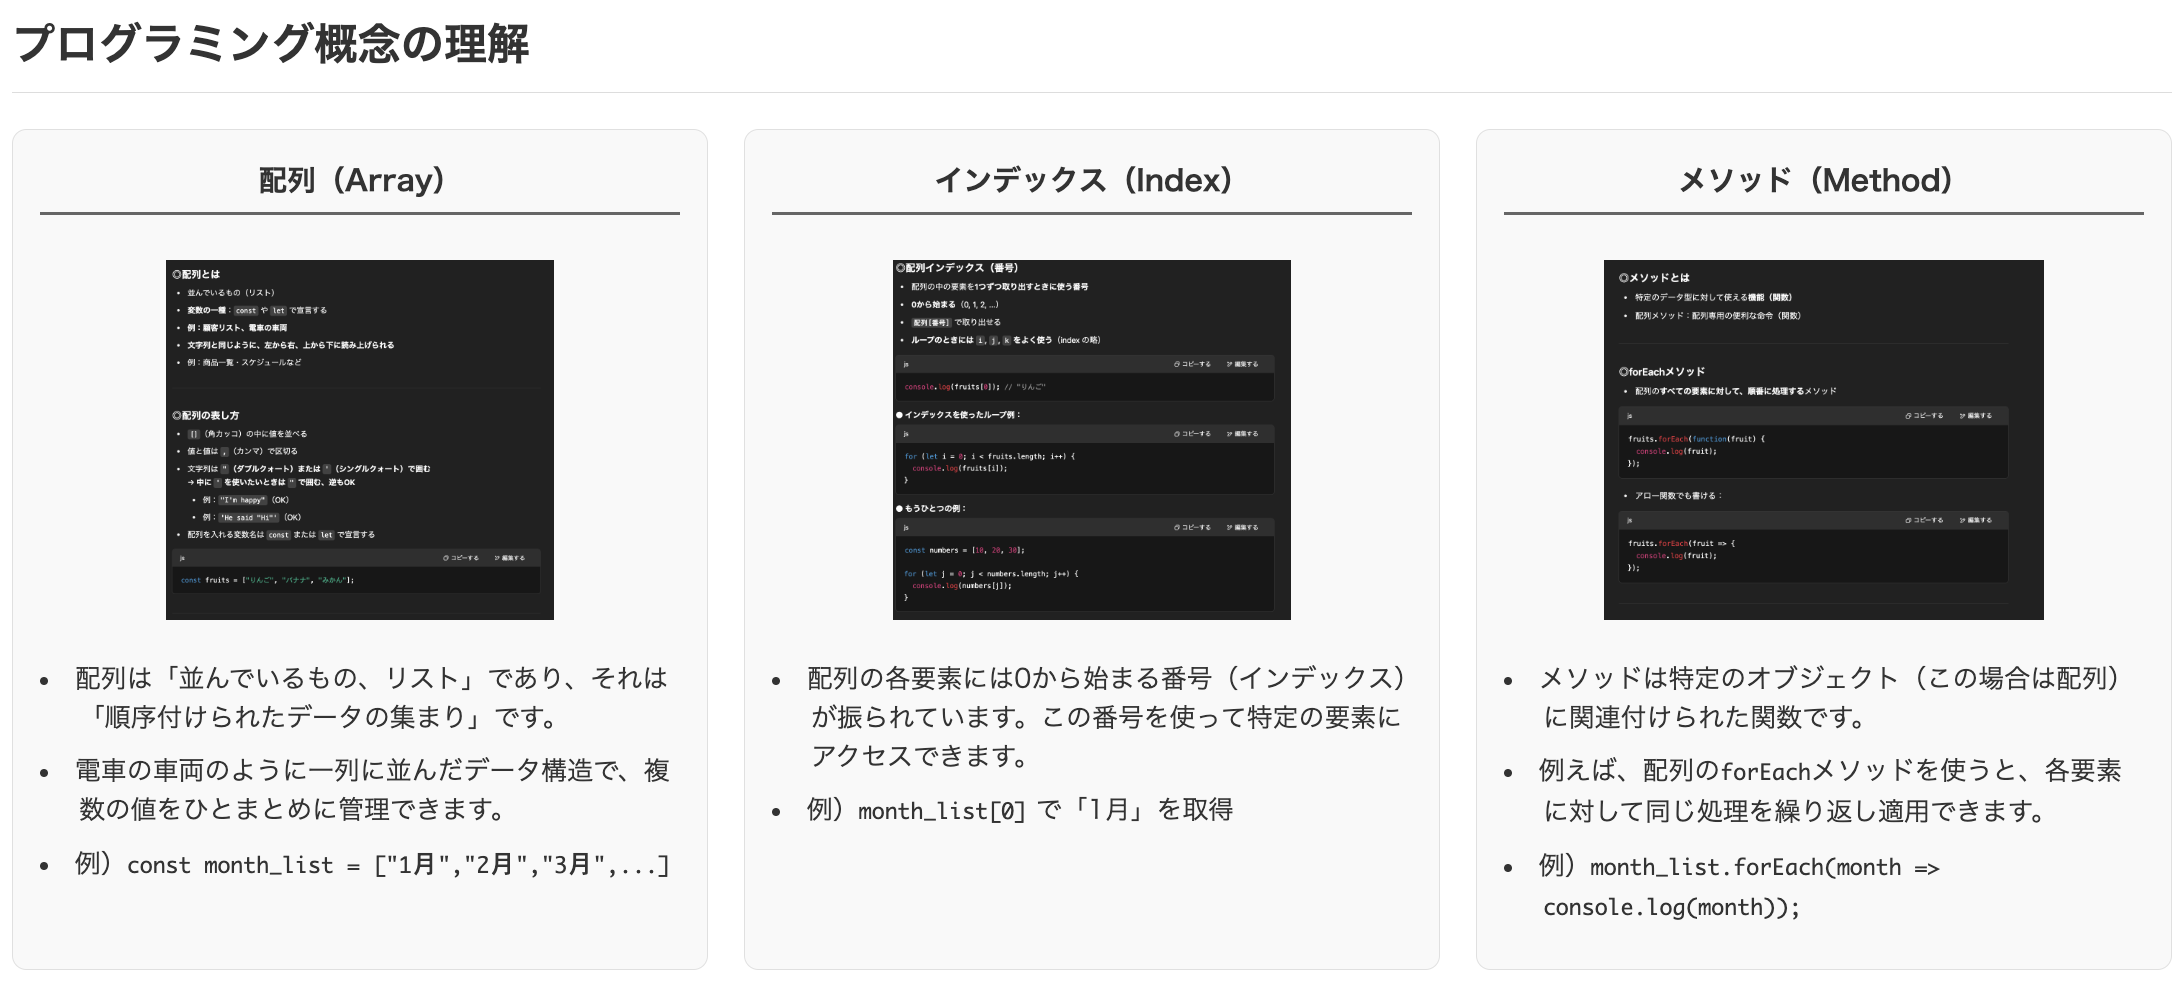 プログラミング概念の理解
配列（Array）
◎配列とは
• 並んでいるもの（リスト）
• 変数の一種：const や let で宣言する
• 例：顧客リスト、電車の車両
• 文字列と同じように、左から右、上から下に読み上げられる
• 例：商品一覧・スケジュールなど
◎配列の表し方
• []（角カッコ）の中に値を並べる
• 値と値は ,（カンマ）で区切る
• 文字列は "（ダブルクォート）または '（シングルクォート）で囲む
→ 中に ' を使いたいときは " で囲む、逆もOK
• 例："I'm happy"（OK）
• 例：'He said "Hi"'（OK）
• 配列を入れる変数名は const または let で宣言する
js コピーする 編集する
const fruits = ["りんご", "バナナ", "みかん"];
• 配列は「並んでいるもの、リスト」であり、それは
「順序付けられたデータの集まり」です。
• 電車の車両のように一列に並んだデータ構造で、複
数の値をひとまとめに管理できます。
• 例）const month_list = ["1月","2月","3月",...]
インデックス（Index）
◎配列インデックス（番号）
• 配列の中の要素を1つずつ取り出すときに使う番号
• 0から始まる（0, 1, 2, …）
• 配列[番号] で取り出せる
• ループのときには i, j, k をよく使う（index の略）
js コピーする 編集する
console.log(fruits[0]); // "りんご"
● インデックスを使ったループ例：
js コピーする 編集する
for (let i = 0; i < fruits.length; i++) {
console.log(fruits[i]);
}
● もうひとつの例：
js コピーする 編集する
const numbers = [10, 20, 30];
for (let j = 0; j < numbers.length; j++) {
console.log(numbers[j]);
}
• 配列の各要素には0から始まる番号（インデックス）
が振られています。この番号を使って特定の要素に
アクセスできます。
• 例）month_list[0] で「1月」を取得
メソッド（Method）
◎メソッドとは
• 特定のデータ型に対して使える機能（関数）
• 配列メソッド：配列専用の便利な命令（関数）
◎forEachメソッド
• 配列のすべての要素に対して、順番に処理するメソッド
js コピーする 編集する
fruits.forEach(function(fruit) {
console.log(fruit);
});
• アロー関数でも書ける：
js コピーする 編集する
fruits.forEach(fruit => {
console.log(fruit);
});
• メソッドは特定のオブジェクト（この場合は配列）
に関連付けられた関数です。
• 例えば、配列のforEachメソッドを使うと、各要素
に対して同じ処理を繰り返し適用できます。
• 例）month_list.forEach(month =>
console.log(month));